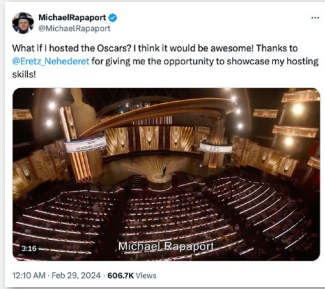 MichaelRapaport
@MichaelRapaport
What if I hosted the Oscars? I think it would be awesome! Thanks to
@Eretz_Nehederet for giving me the opportunity to showcase my hosting
skills!
Michael Rapaport
3:16
12:10 AM · Feb 29, 2024 · 606.7K Views